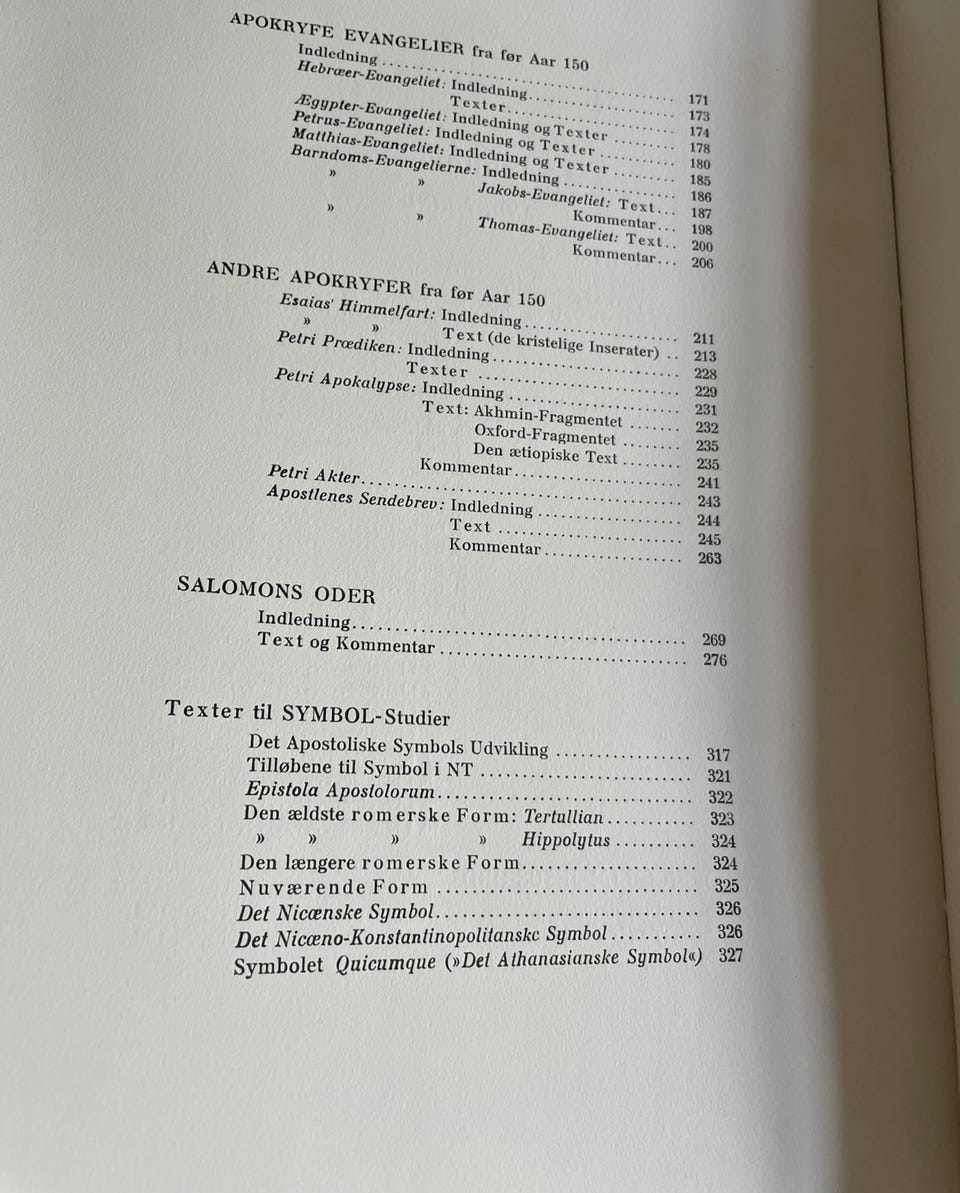 APOKRYFE EVANGELIER fra før Aar 150
Indledning ........................................ 171
Hebræer-Evangeliet: Indledning.................... 173
Texter........................ 174
Ægypter-Evangeliet: Indledning og Texter ......... 178
Petrus-Evangeliet: Indledning og Texter ........... 180
Matthias-Evangeliet: Indledning og Texter ......... 185
Barndoms-Evangelierne: Indledning ................ 186
» » Jakobs-Evangeliet: Text... 187
Kommentar... 198
» » Thomas-Evangeliet: Text.. 200
Kommentar... 206
ANDRE APOKRYFER fra før Aar 150
Esaias' Himmelfart: Indledning...................... 211
» » Text (de kristelige Inserater) .. 213
Petri Prædiken: Indledning.......................... 228
Texter ............................. 229
Petri Apokalypse: Indledning ........................ 231
Text: Akhmin-Fragmentet ....... 232
Oxford-Fragmentet ........ 235
Den ætiopiske Text ........ 235
Kommentar........................ 241
Petri Akter............................................. 243
Apostlenes Sendebrev: Indledning .................... 244
Text .......................... 245
Kommentar.................... 263
SALOMONS ODER
Indledning............................................... 269
Text og Kommentar ................................... 276
Texter til SYMBOL-Studier
Det Apostoliske Symbols Udvikling ................ 317
Tilløbene til Symbol i NT .......................... 321
Epistola Apostolorum................................ 322
Den ældste romerske Form: Tertullian........... 323
» » » » Hippolytus .......... 324
Den længere romerske Form...................... 324
Nuværende Form ................................ 325
Det Nicænske Symbol................................ 326
Det Nicæno-Konstantinopolitanske Symbol........... 326
Symbolet Quicumque (»Det Athanasianske Symbol«) 327